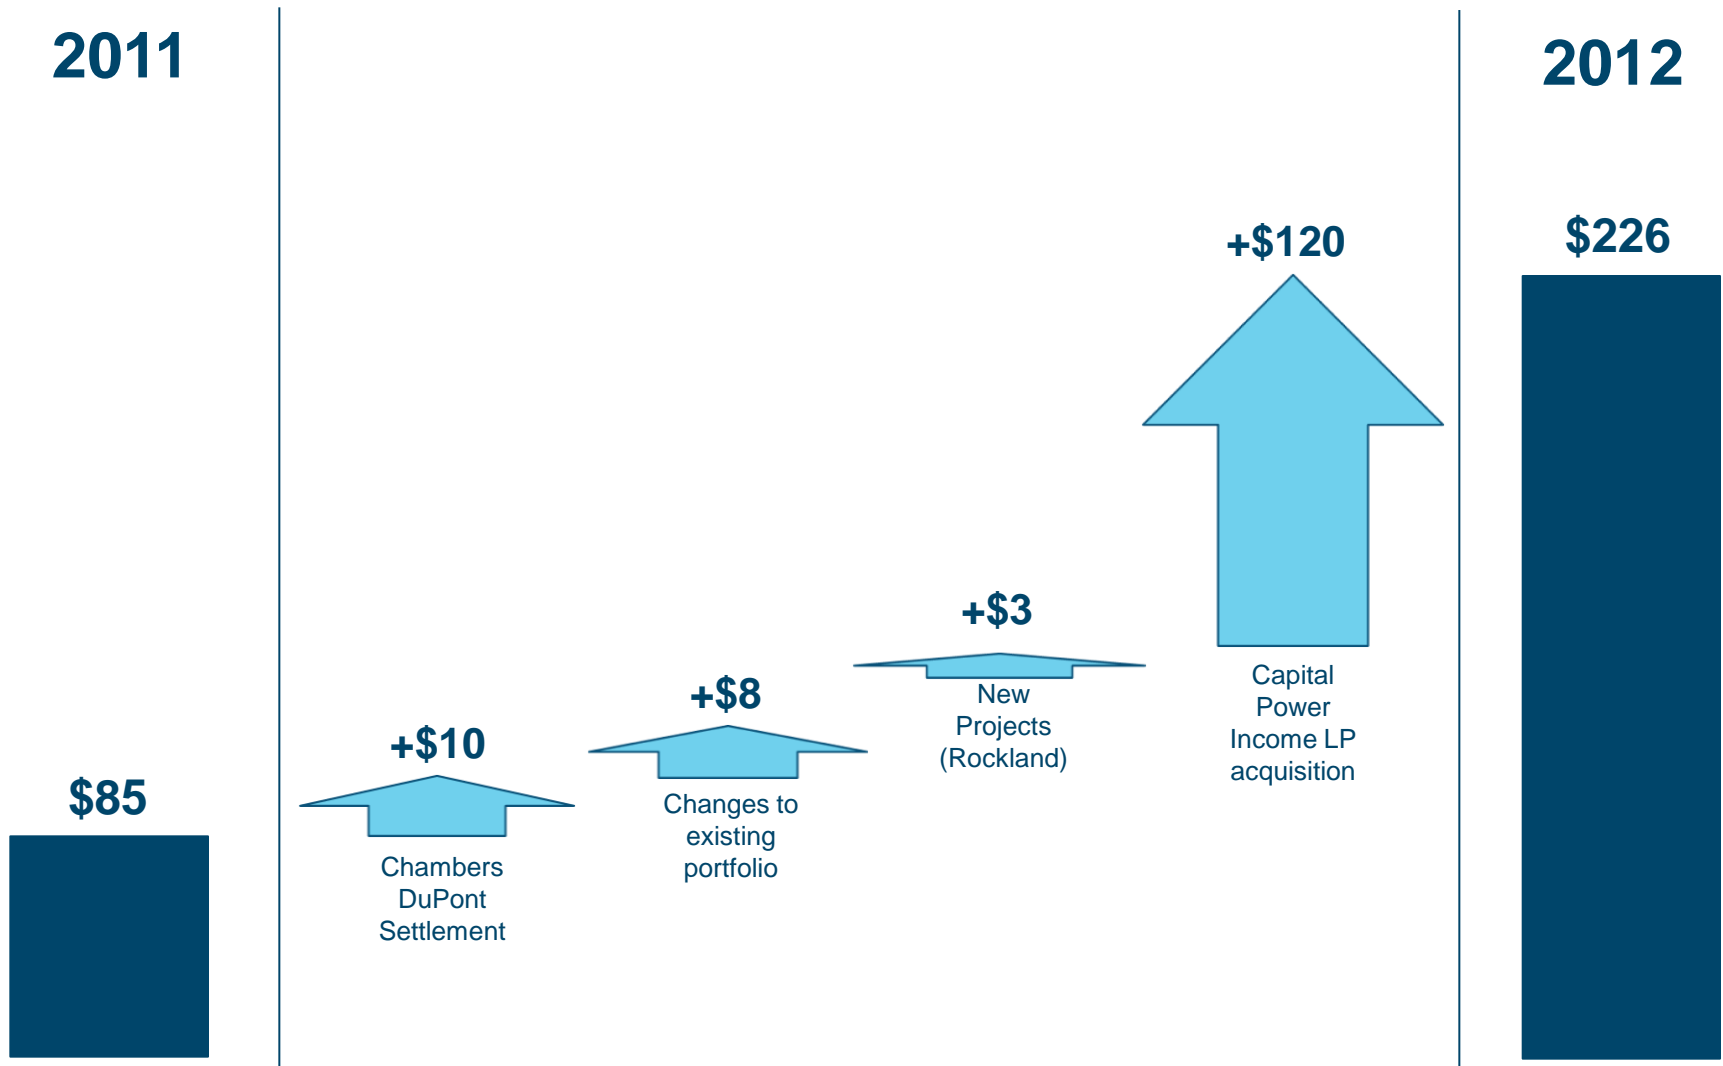 2011
2012
$85
+$10
Chambers
DuPont
Settlement
+$8
Changes to
existing
portfolio
+$3
New
Projects
(Rockland)
+$120
Capital
Power
Income LP
acquisition
$226